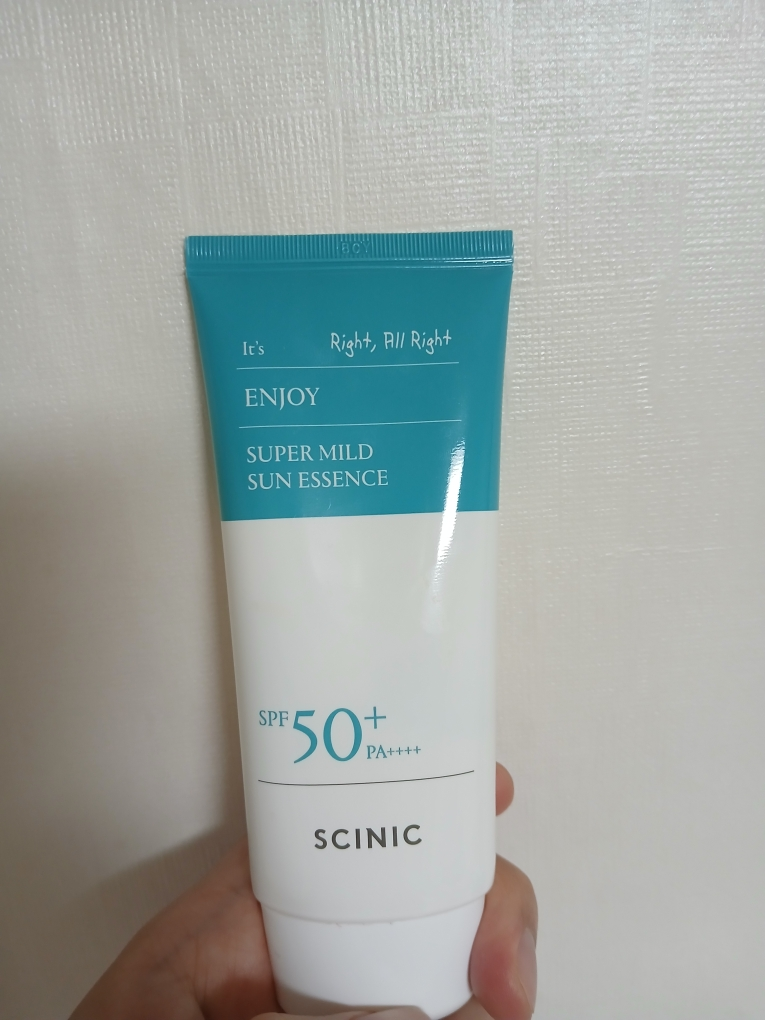 It's Right, All Right
ENJOY
SUPER MILD
SUN ESSENCE
SPF 50+
PA++++
SCINIC